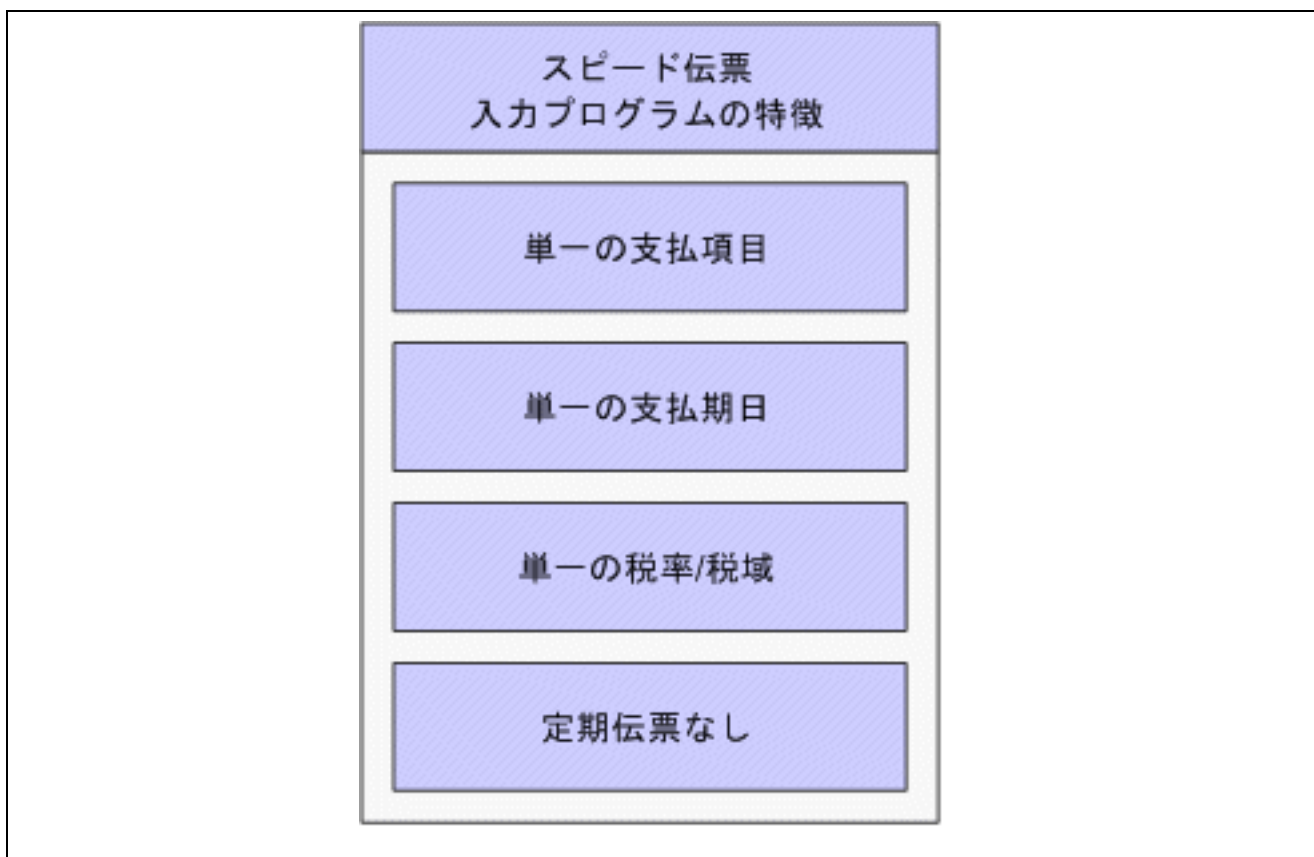 スピード伝票
入力プログラムの特徴
単一の支払項目
単一の支払期日
単一の税率/税域
定期伝票なし